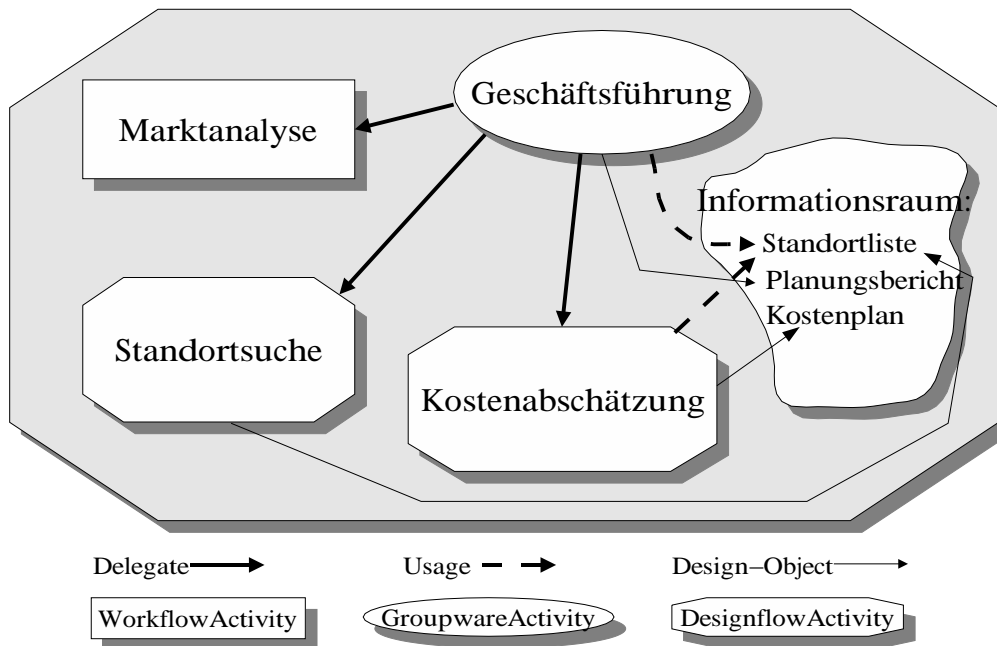 Geschäftsführung
Marktanalyse
Informationsraum:
Standortliste
Planungsbericht
Kostenplan
Standortsuche
Kostenabschätzung
Delegate
Usage
Design–Object
WorkflowActivity
GroupwareActivity
DesignflowActivity